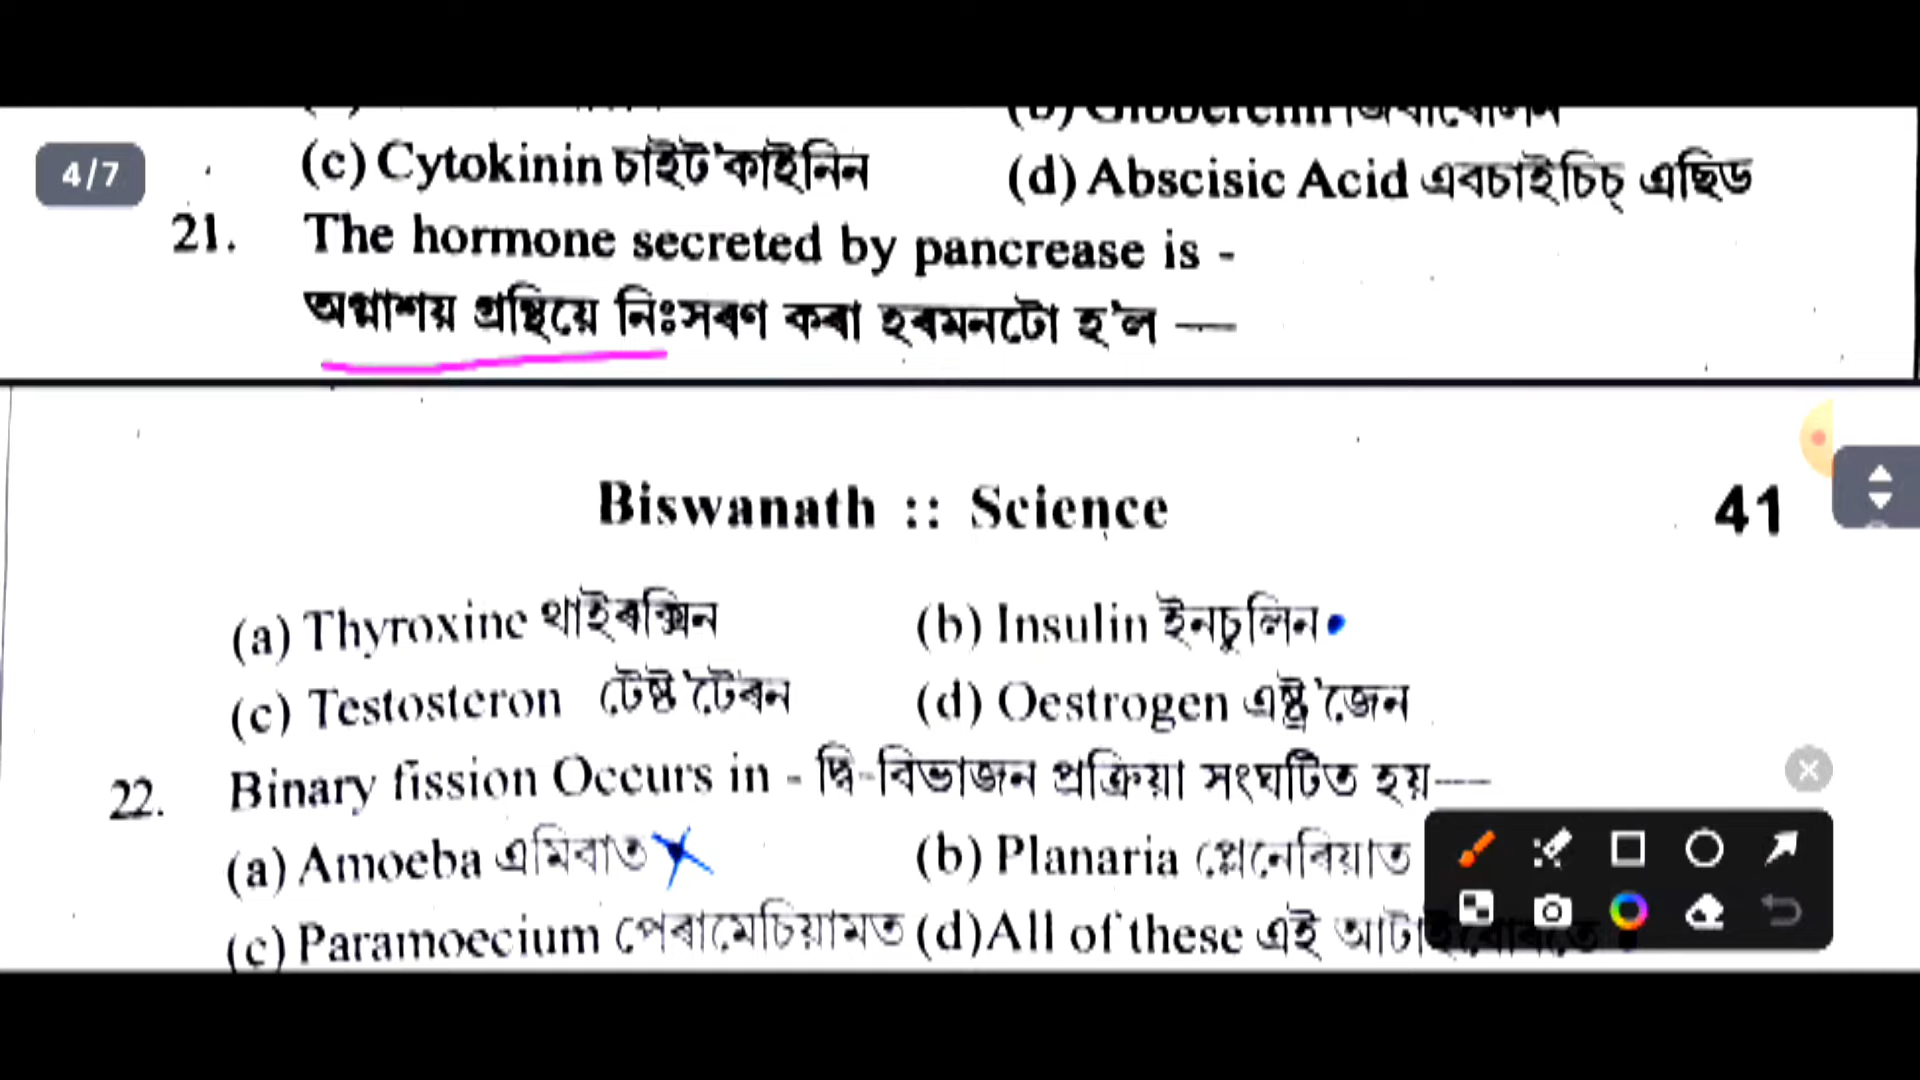 4/7
(c) Cytokinin চাইট'কাইনিন (d) Abscisic Acid এবচাইচিচ্ এছিড
21. The hormone secreted by pancrease is -
অগ্নাশয় গ্ৰন্থিয়ে নিঃসৰণ কৰা হৰমনটো হ'ল —
Biswanath :: Science 41
(a) Thyroxine থাইৰক্সিন (b) Insulin ইনচুলিন
(c) Testosteron টেষ্ট'টেৰন (d) Oestrogen এষ্ট্ৰ'জেন
22. Binary fission Occurs in - দ্বি-বিভাজন প্ৰক্ৰিয়া সংঘটিত হয়—
(a) Amoeba এমিবাত (b) Planaria প্লেনেৰিয়াত
(c) Paramoecium পেৰামেচিয়ামত (d) All of these এই আটাইবোৰতে